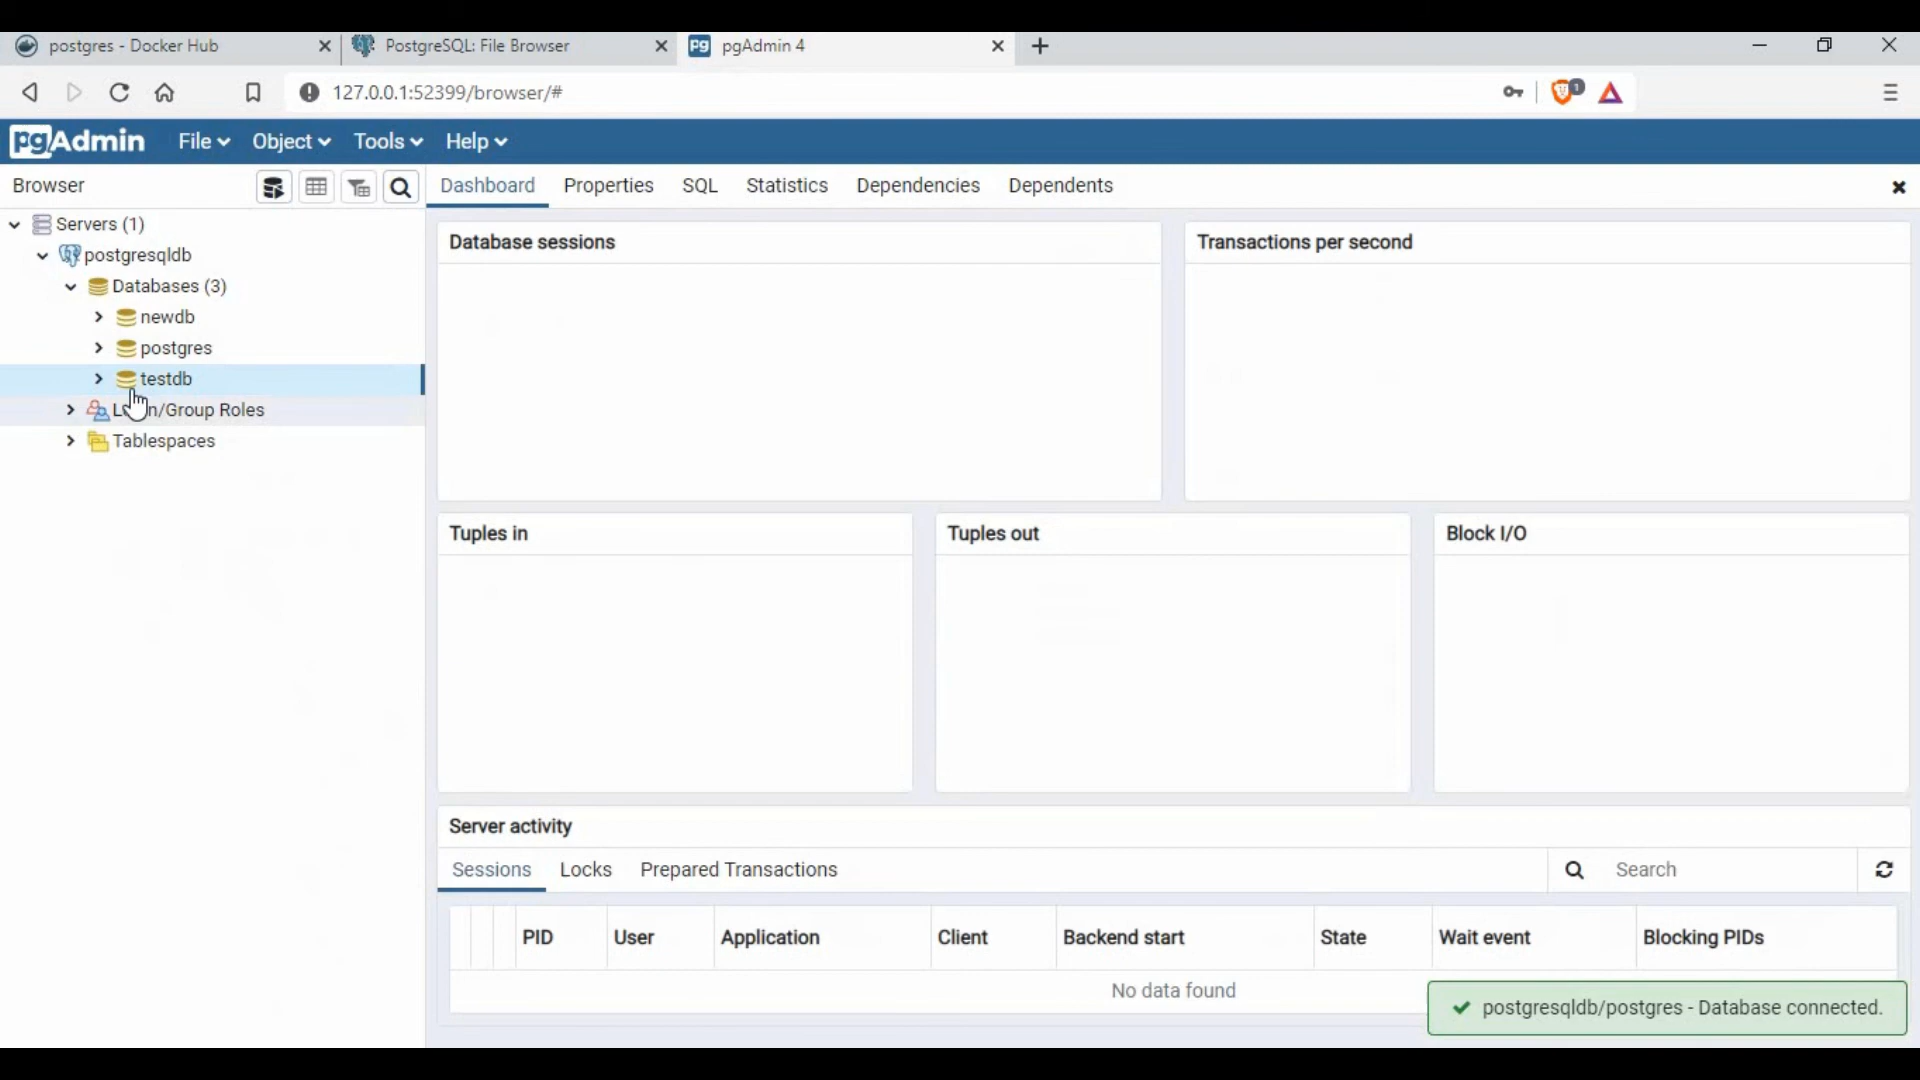 postgres - Docker Hub
PostgreSQL: File Browser
pgAdmin 4
127.0.0.1:52399/browser/#
1
pgAdmin
File
Object
Tools
Help
Browser
Dashboard
Properties
SQL
Statistics
Dependencies
Dependents
Servers (1)
postgresqldb
Databases (3)
newdb
postgres
testdb
n/Group Roles
Tablespaces
Database sessions
Transactions per second
Tuples in
Tuples out
Block I/O
Server activity
Sessions
Locks
Prepared Transactions
Search
PID
User
Application
Client
Backend start
State
Wait event
Blocking PIDs
No data found
postgresqldb/postgres - Database connected.